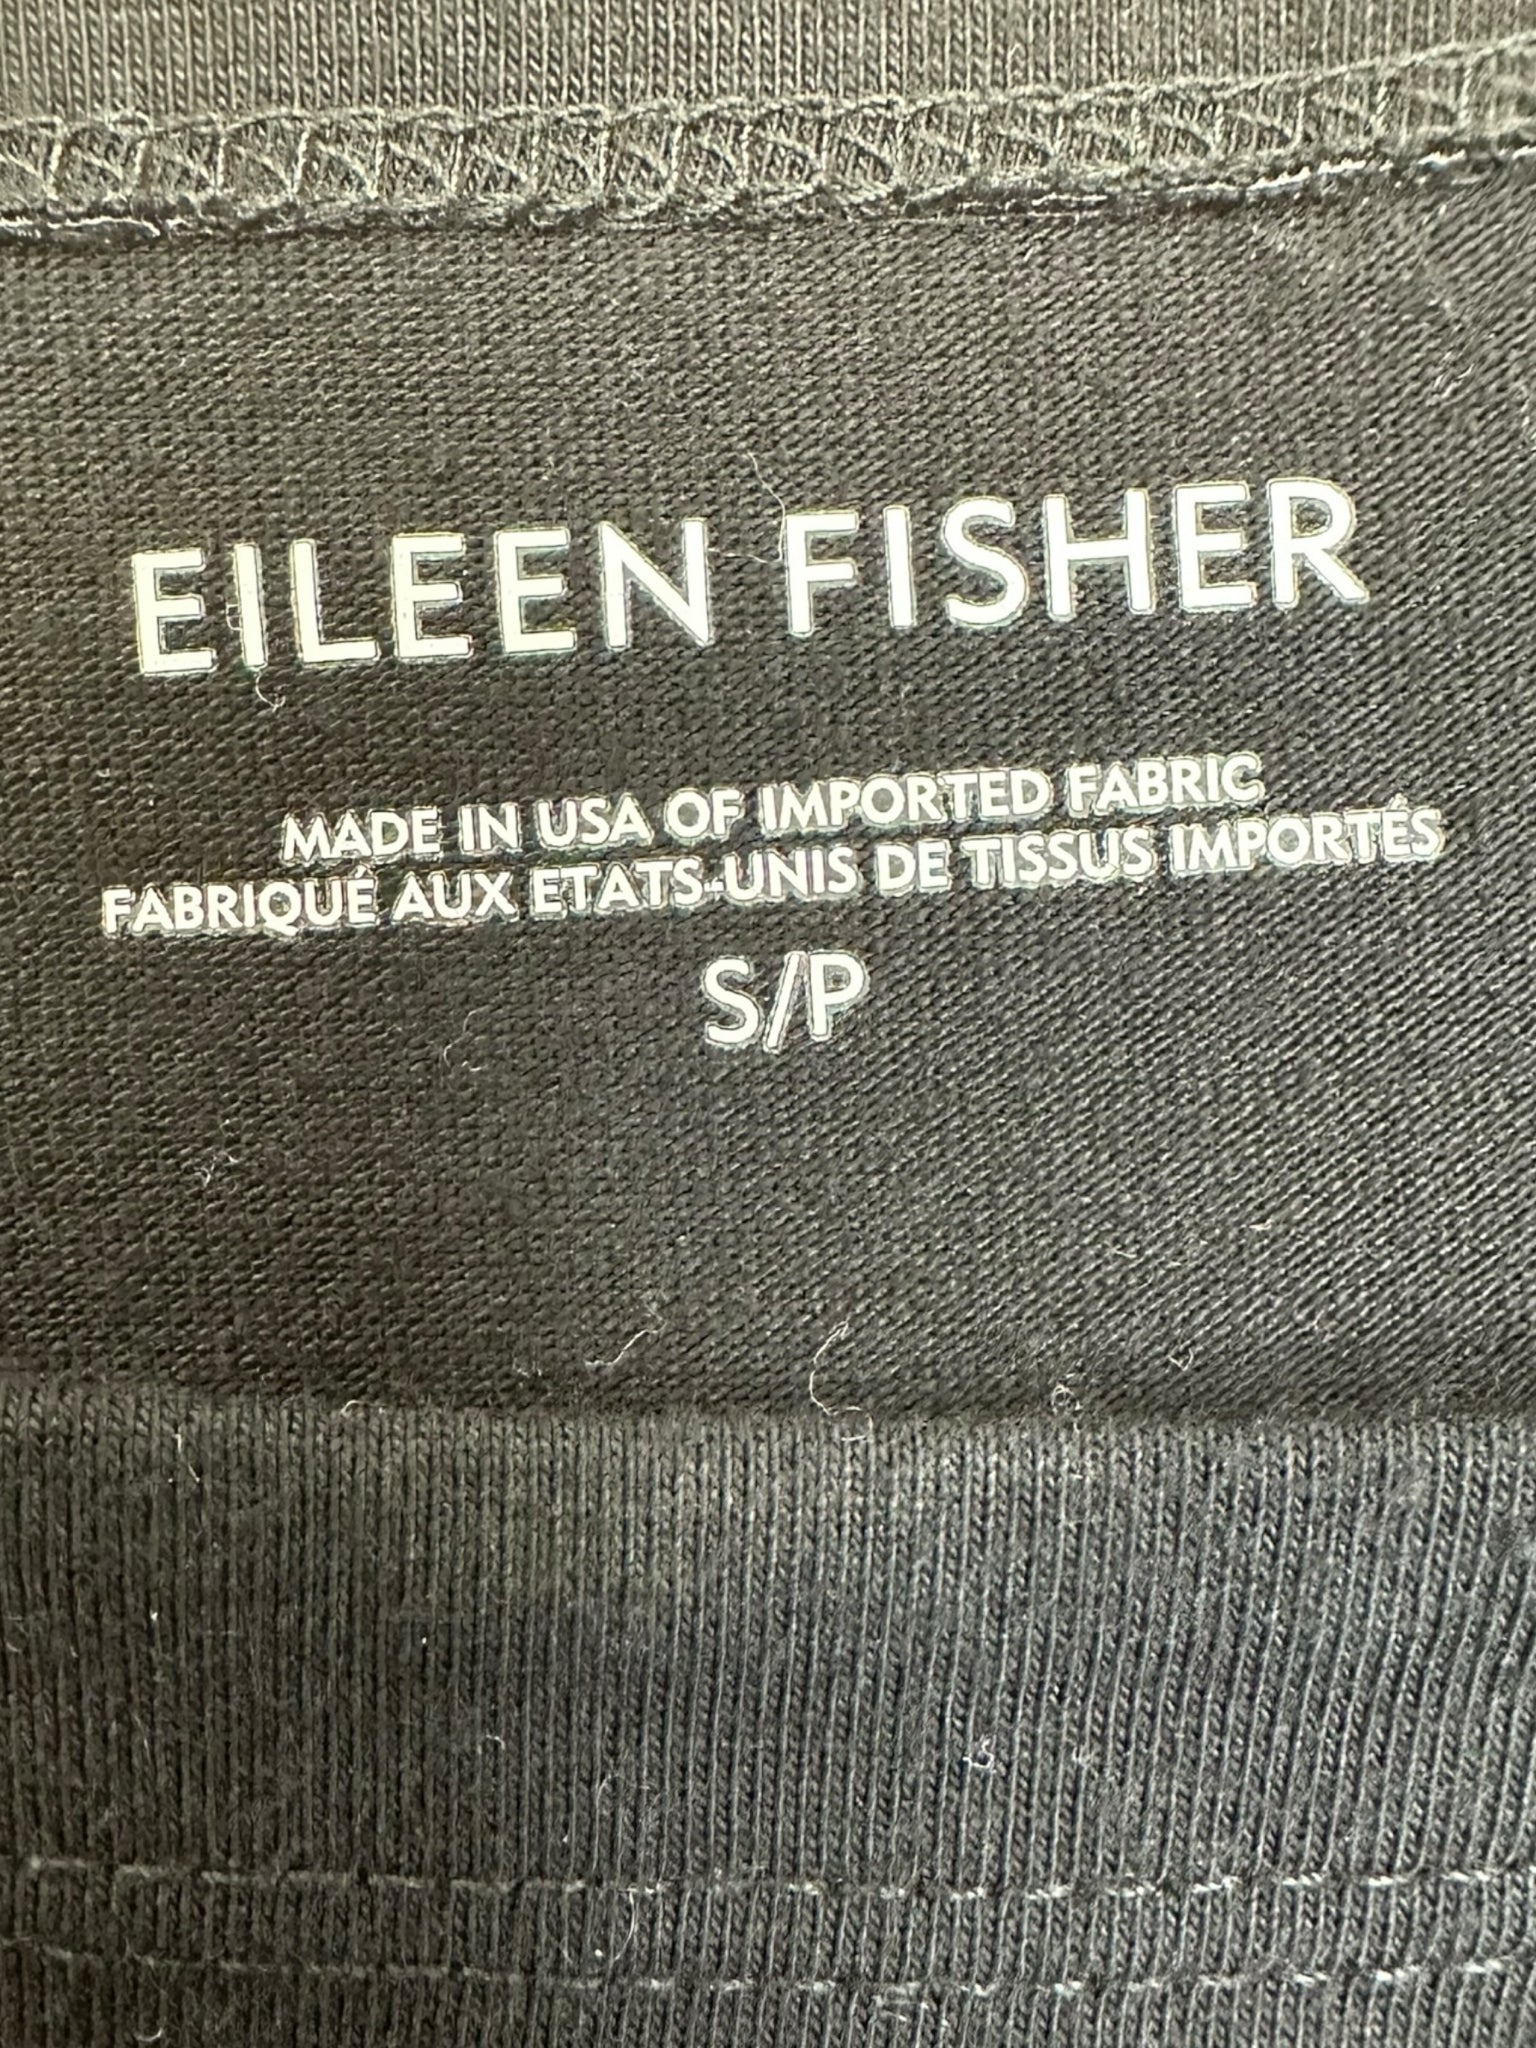 EILEEN FISHER
MADE IN USA OF IMPORTED FABRIC
FABRIQUÉ AUX ETATS-UNIS DE TISSUS IMPORTÉS
S/P